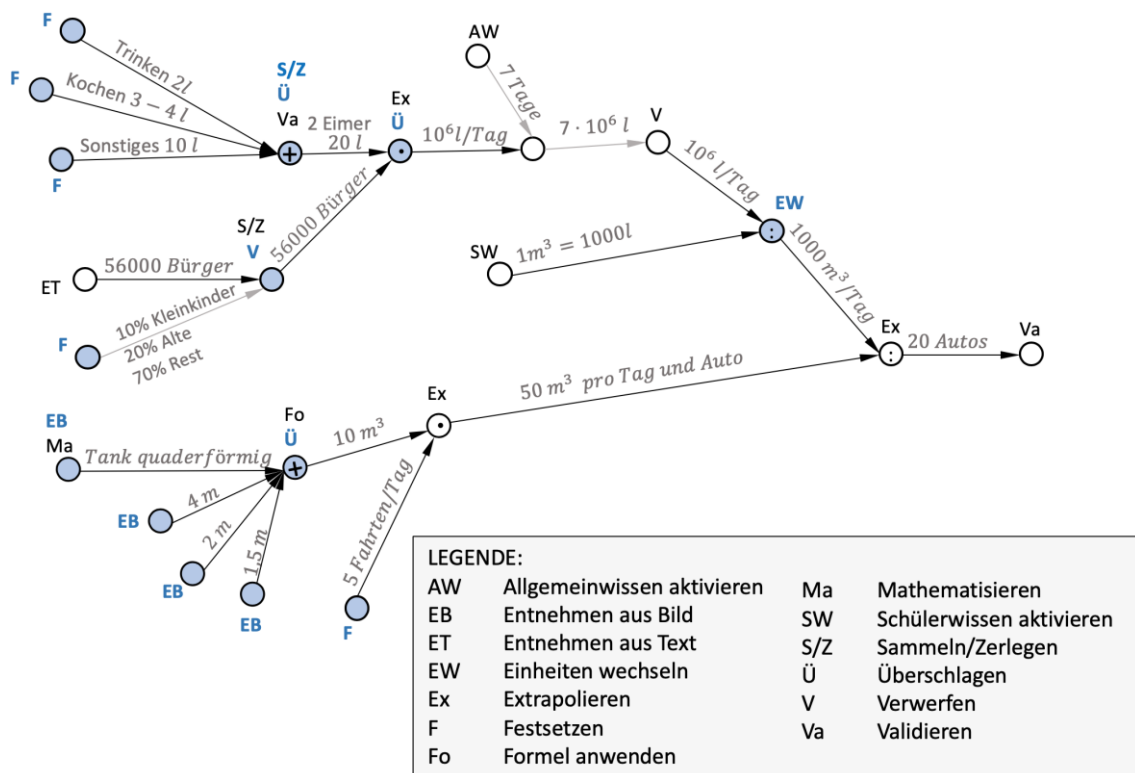 F
Trinken 2l
F
Kochen 3 − 4 l
F
Sonstiges 10 l
S/Z
Ü
Va
+
2 Eimer
20 l
Ex
Ü
·
10⁶l/Tag
AW
7 Tage
7 · 10⁶ l
V
10⁶ l/Tag
EW
:
SW
1m³ = 1000l
1000 m³/Tag
S/Z
V
56000 Bürger
ET
56000 Bürger
F
10% Kleinkinder
20% Alte
70% Rest
Ex
:
20 Autos
Va
50 m³ pro Tag und Auto
Ex
·
EB
Ma
Tank quaderförmig
Fo
Ü
+
10 m³
EB
4 m
EB
2 m
EB
1,5 m
F
5 Fahrten/Tag
LEGENDE:
AW Allgemeinwissen aktivieren
EB Entnehmen aus Bild
ET Entnehmen aus Text
EW Einheiten wechseln
Ex Extrapolieren
F Festsetzen
Fo Formel anwenden
Ma Mathematisieren
SW Schülerwissen aktivieren
S/Z Sammeln/Zerlegen
Ü Überschlagen
V Verwerfen
Va Validieren